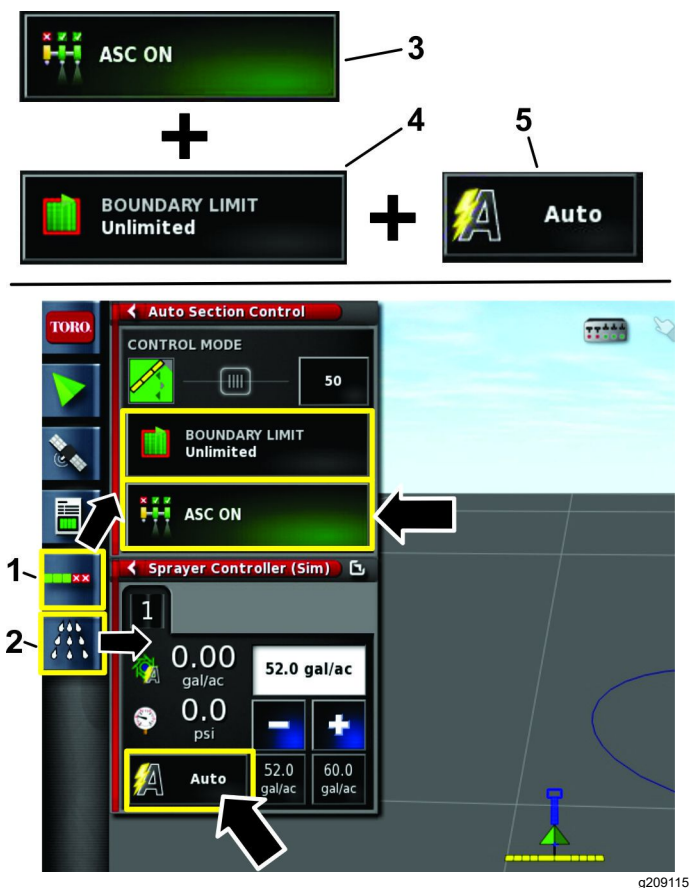 ASC ON
3
4
5
BOUNDARY LIMIT
Unlimited
Auto
TORO.
Auto Section Control
CONTROL MODE
50
BOUNDARY LIMIT
Unlimited
ASC ON
1
Sprayer Controller (Sim)
1
2
0.00
gal/ac
52.0 gal/ac
0.0
psi
Auto
52.0
gal/ac
60.0
gal/ac
g209115